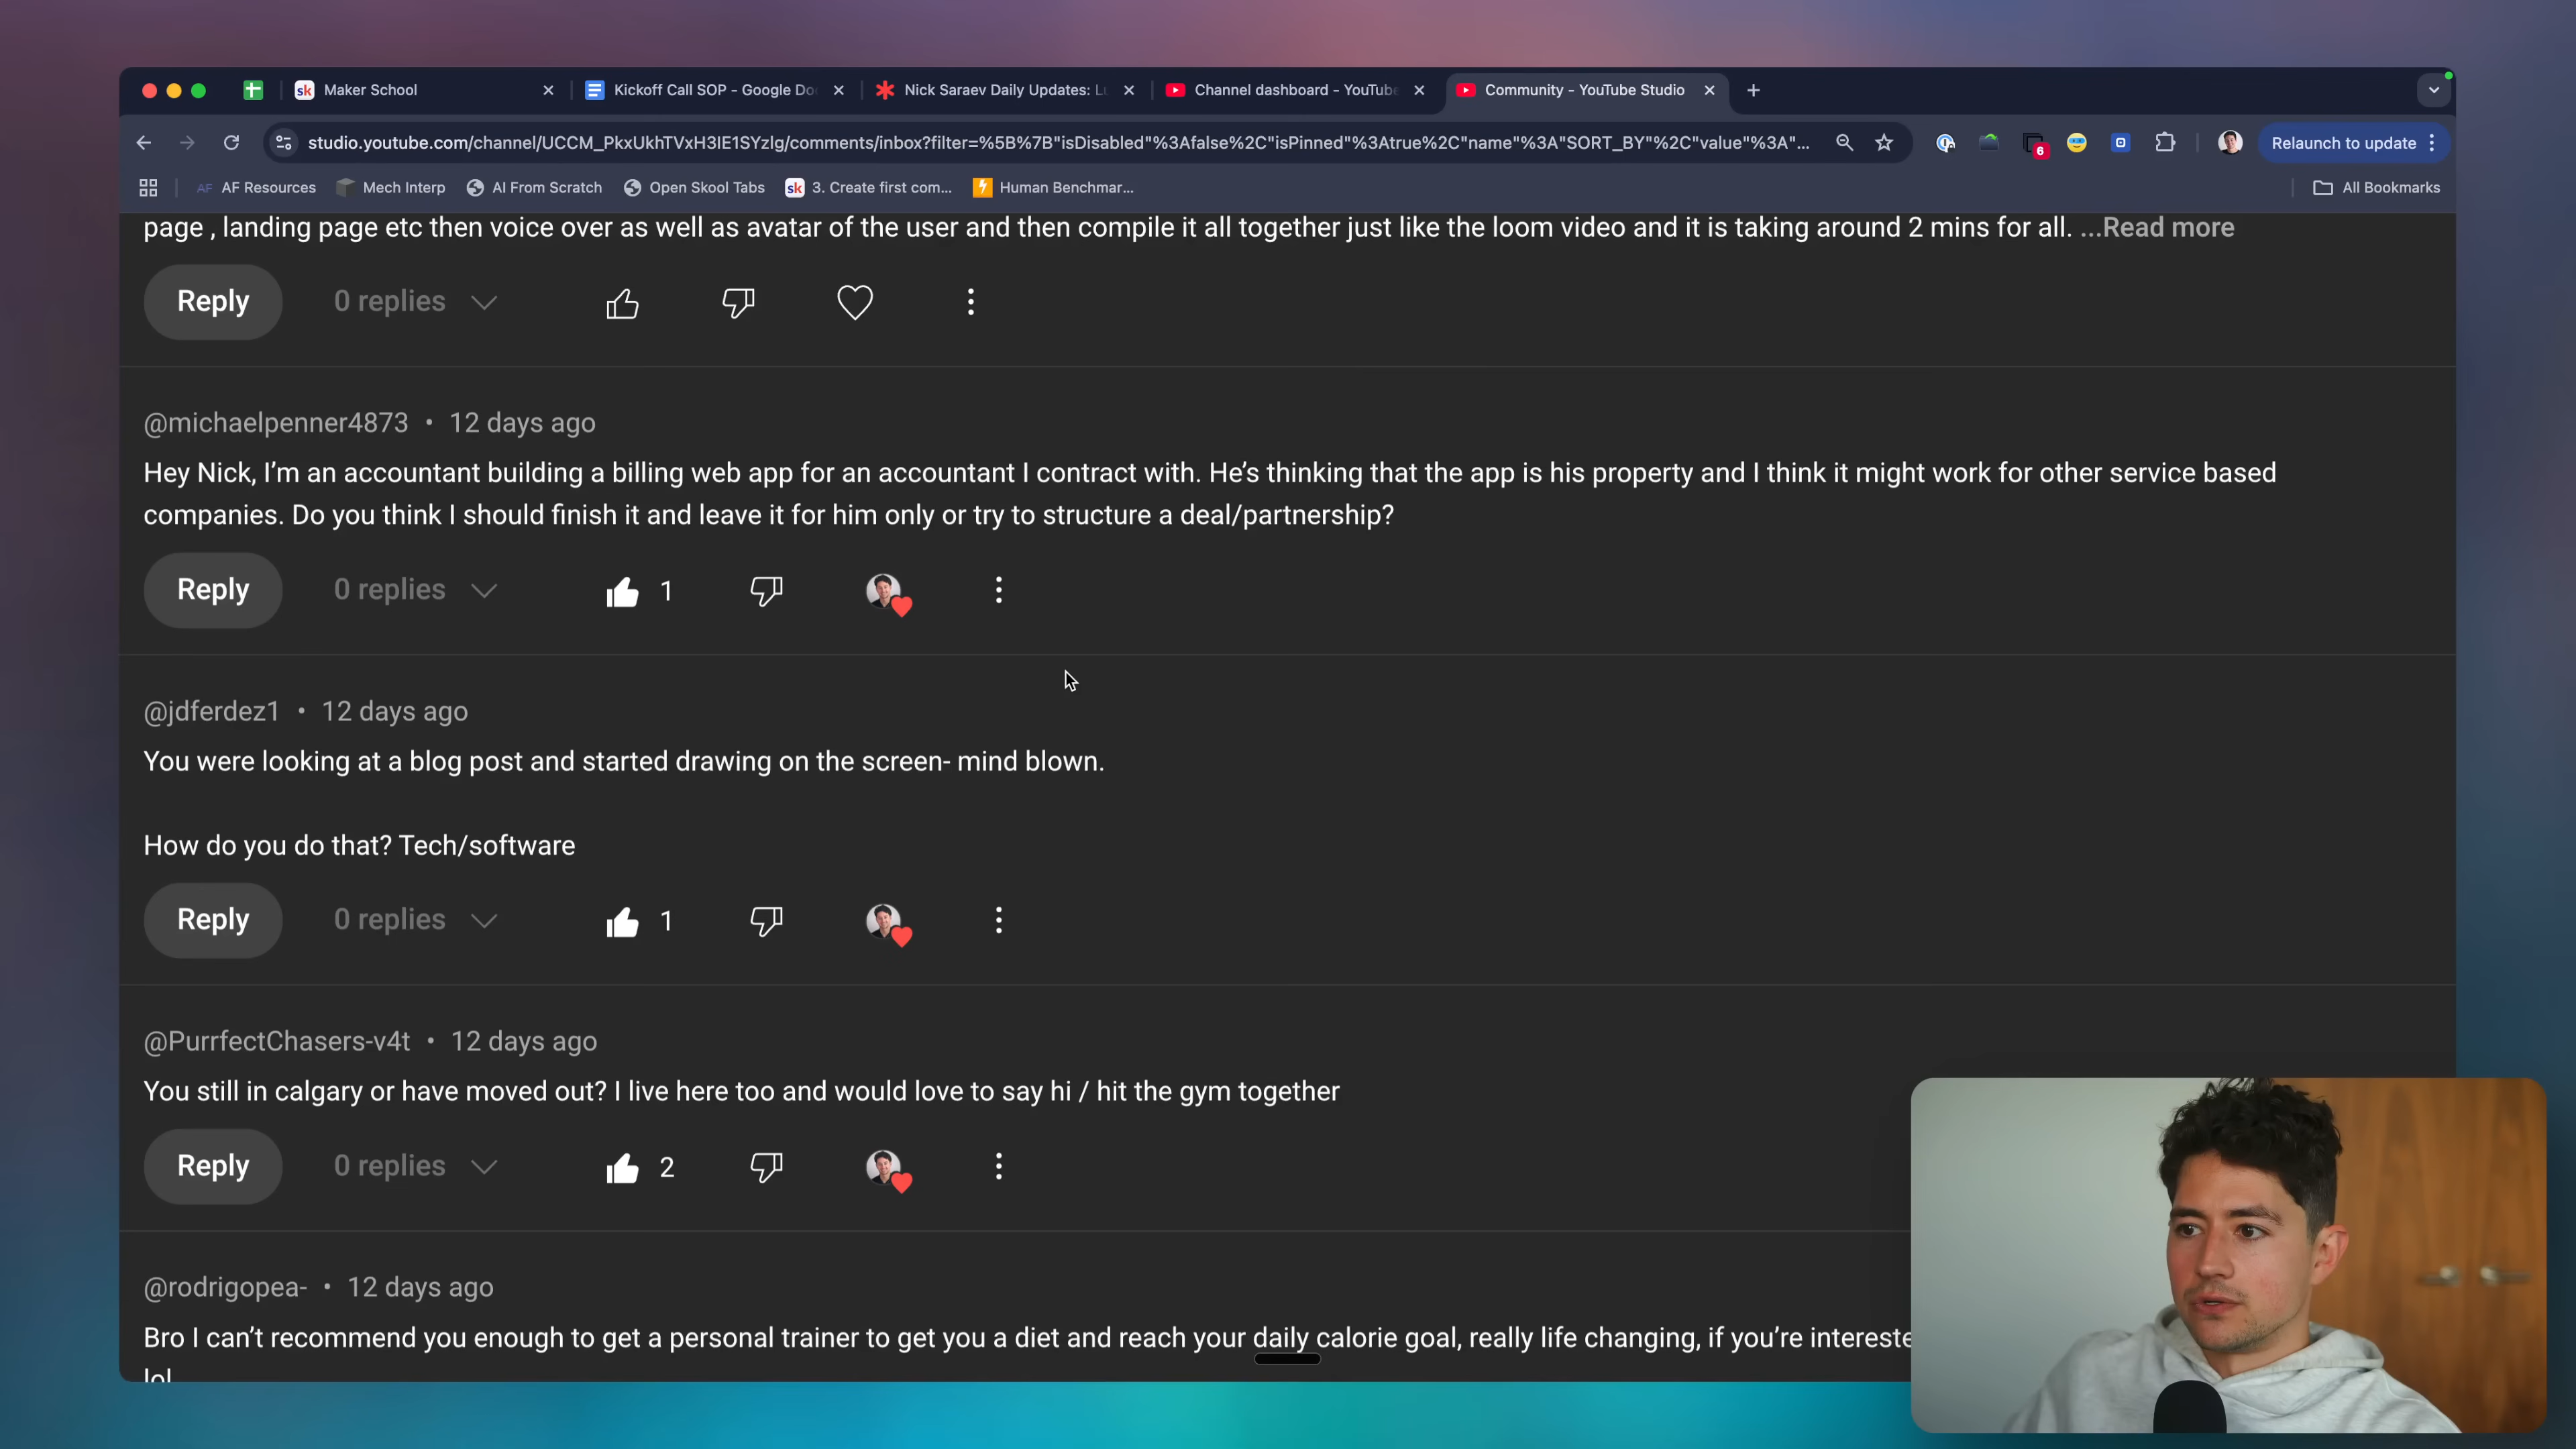 Maker School
Kickoff Call SOP - Google Do
Nick Saraev Daily Updates: L
Channel dashboard - YouTube
Community - YouTube Studio
studio.youtube.com/channel/UCCM_PkxUkhTVxH3IE1SYzlg/comments/inbox?filter=%5B%7B"isDisabled"%3Afalse%2C"isPinned"%3Atrue%2C"name"%3A"SORT_BY"%2C"value"%3A"...
6
Relaunch to update
AF Resources
Mech Interp
AI From Scratch
Open Skool Tabs
sk 3. Create first com...
Human Benchmar...
All Bookmarks
page , landing page etc then voice over as well as avatar of the user and then compile it all together just like the loom video and it is taking around 2 mins for all. ...Read more
Reply 0 replies
@michaelpenner4873 • 12 days ago
Hey Nick, I'm an accountant building a billing web app for an accountant I contract with. He's thinking that the app is his property and I think it might work for other service based
companies. Do you think I should finish it and leave it for him only or try to structure a deal/partnership?
Reply 0 replies 1
@jdferdez1 • 12 days ago
You were looking at a blog post and started drawing on the screen- mind blown.
How do you do that? Tech/software
Reply 0 replies 1
@PurrfectChasers-v4t • 12 days ago
You still in calgary or have moved out? I live here too and would love to say hi / hit the gym together
Reply 0 replies 2
@rodrigopea- • 12 days ago
Bro I can't recommend you enough to get a personal trainer to get you a diet and reach your daily calorie goal, really life changing, if you're intereste
lol